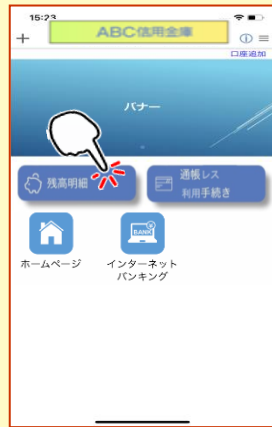 15:23
ABC信用金庫
口座追加
バナー
残高明細
通帳レス
利用手続き
BANK
ホームページ
インターネット
バンキング